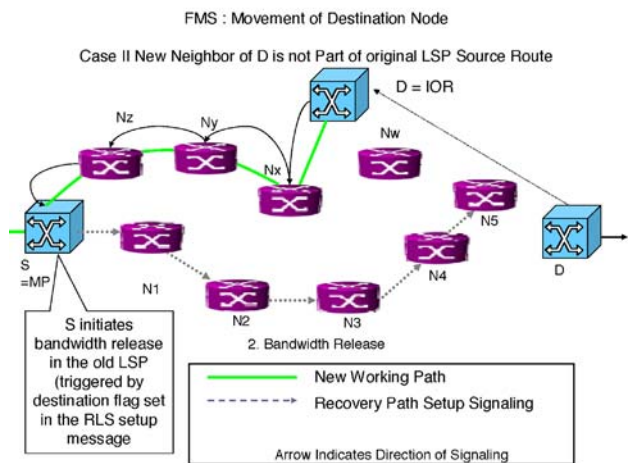 FMS : Movement of Destination Node
Case II New Neighbor of D is not Part of original LSP Source Route
D = IOR
Nz
Ny
Nw
Nx
N5
S
=MP
N1
N4
D
N2
N3
2. Bandwidth Release
S initiates
bandwidth release
in the old LSP
(triggered by
destination flag set
in the RLS setup
message
New Working Path
Recovery Path Setup Signaling
Arrow Indicates Direction of Signaling